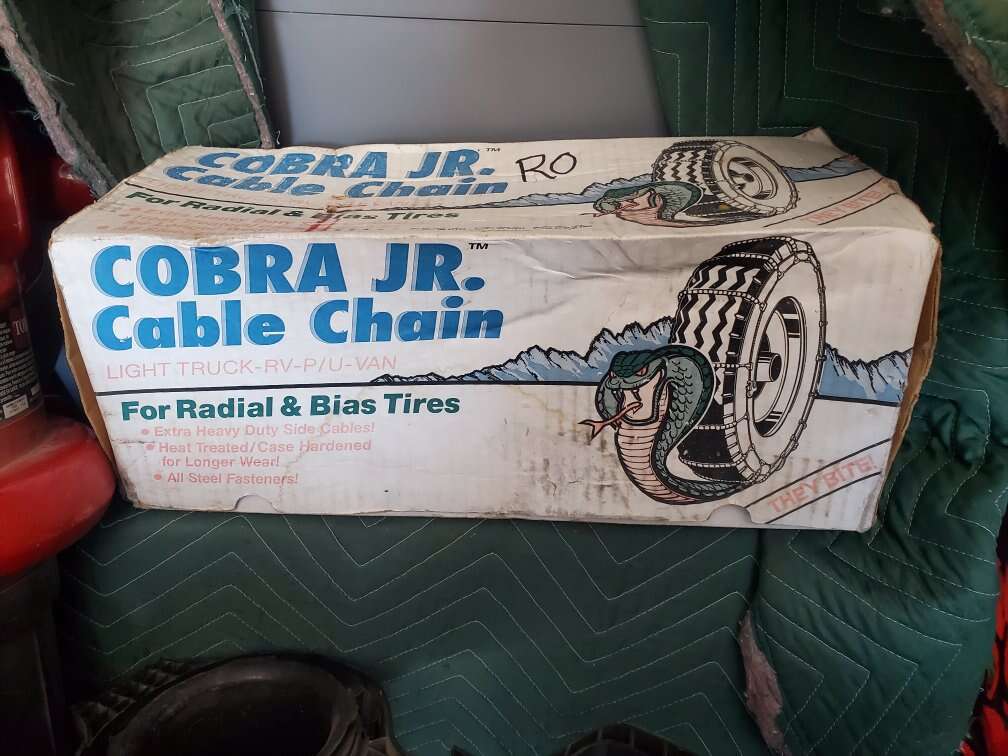 COBRA JR.™ RO
Cable Chain
For Radial & Bias Tires
COBRA JR.™
Cable Chain
LIGHT TRUCK-RV-P/U-VAN
For Radial & Bias Tires
• Extra Heavy Duty Side Cables!
• Heat Treated/Case Hardened
for Longer Wear!
• All Steel Fasteners!
THEY BITE!